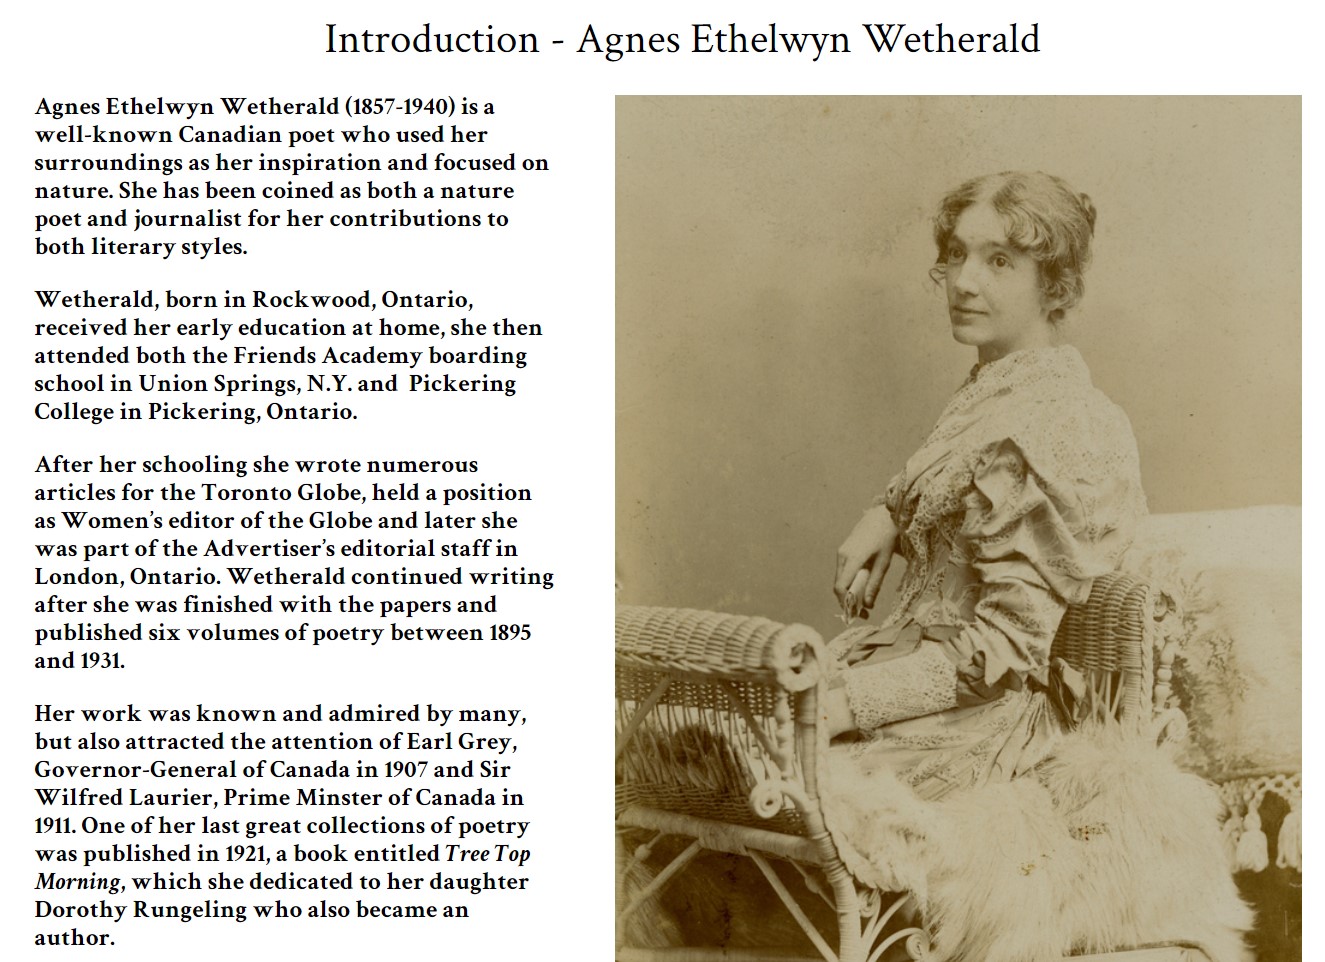 Introduction - Agnes Ethelwyn Wetherald
Agnes Ethelwyn Wetherald (1857-1940) is a
well-known Canadian poet who used her
surroundings as her inspiration and focused on
nature. She has been coined as both a nature
poet and journalist for her contributions to
both literary styles.
Wetherald, born in Rockwood, Ontario,
received her early education at home, she then
attended both the Friends Academy boarding
school in Union Springs, N.Y. and  Pickering
College in Pickering, Ontario.
After her schooling she wrote numerous
articles for the Toronto Globe, held a position
as Women’s editor of the Globe and later she
was part of the Advertiser’s editorial staff in
London, Ontario. Wetherald continued writing
after she was finished with the papers and
published six volumes of poetry between 1895
and 1931.
Her work was known and admired by many,
but also attracted the attention of Earl Grey,
Governor-General of Canada in 1907 and Sir
Wilfred Laurier, Prime Minster of Canada in
1911. One of her last great collections of poetry
was published in 1921, a book entitled Tree Top
Morning, which she dedicated to her daughter
Dorothy Rungeling who also became an
author.